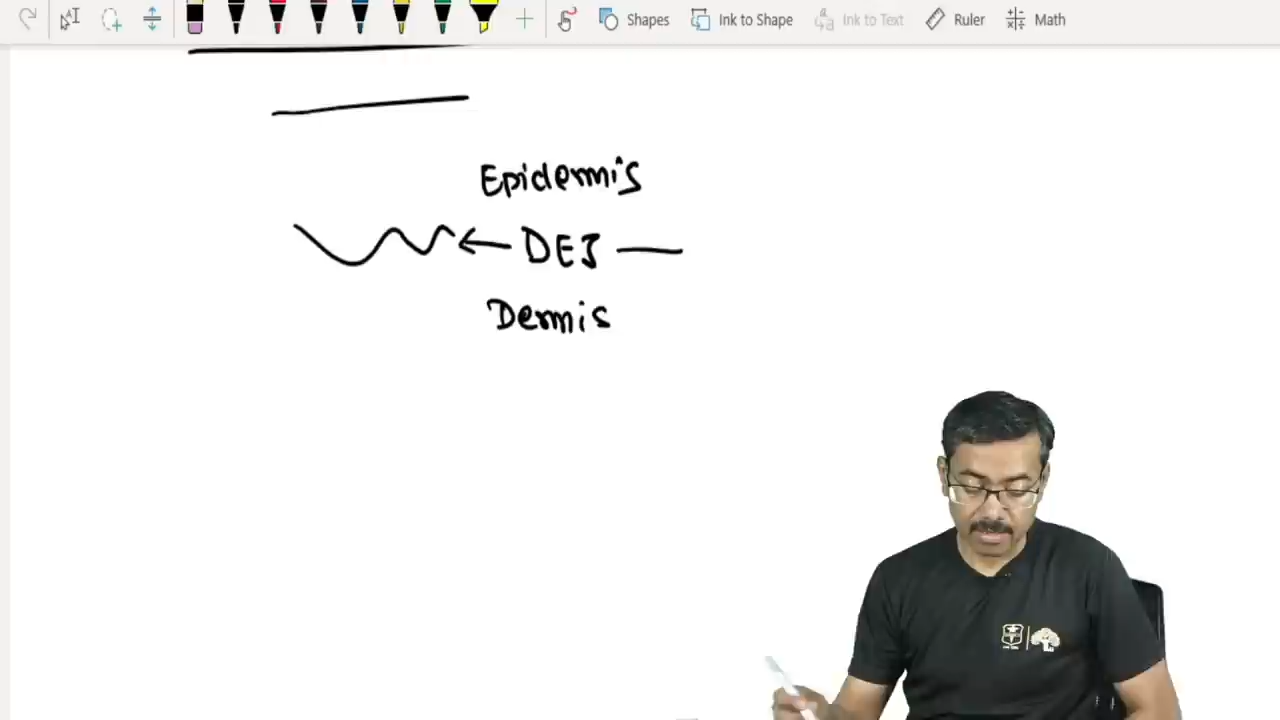 Shapes Ink to Shape Ink to Text Ruler Math
Epidermis
DEJ
Dermis